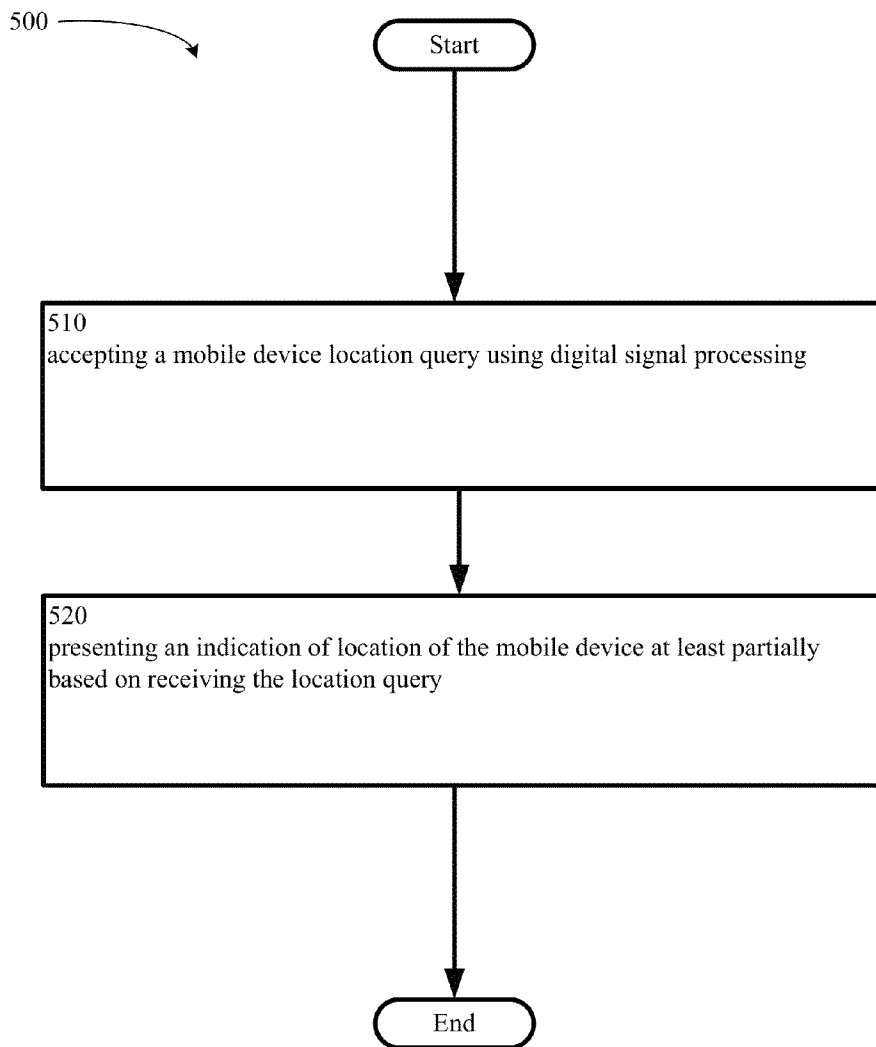 500
Start
510
accepting a mobile device location query using digital signal processing
520
presenting an indication of location of the mobile device at least partially
based on receiving the location query
End